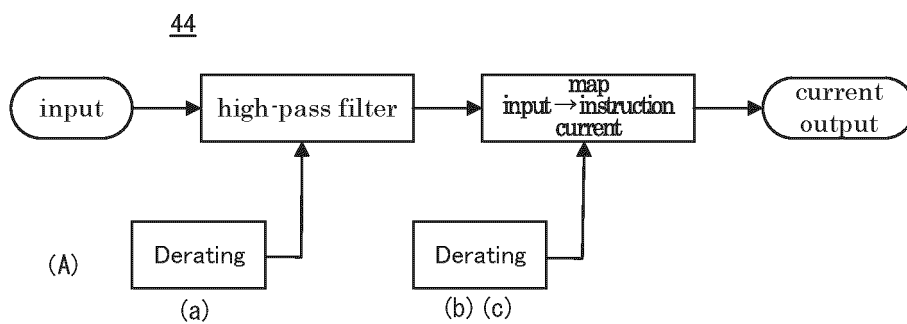 44
input
high-pass filter
map
input→instruction
current
current
output
Derating
Derating
(A)
(a)
(b) (c)